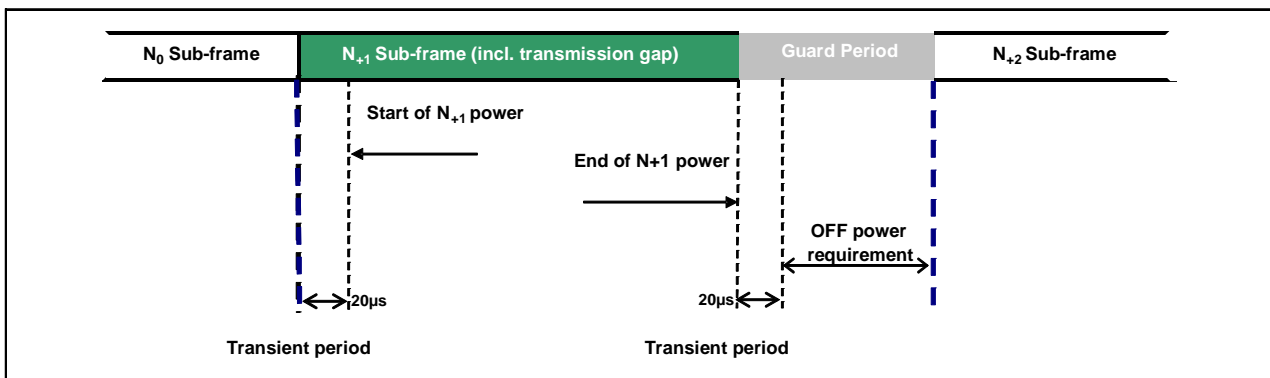 N₀ Sub-frame
N₊₁ Sub-frame (incl. transmission gap)
Guard Period
N₊₂ Sub-frame
Start of N₊₁ power
End of N+1 power
OFF power
requirement
20µs
20µs
Transient period
Transient period